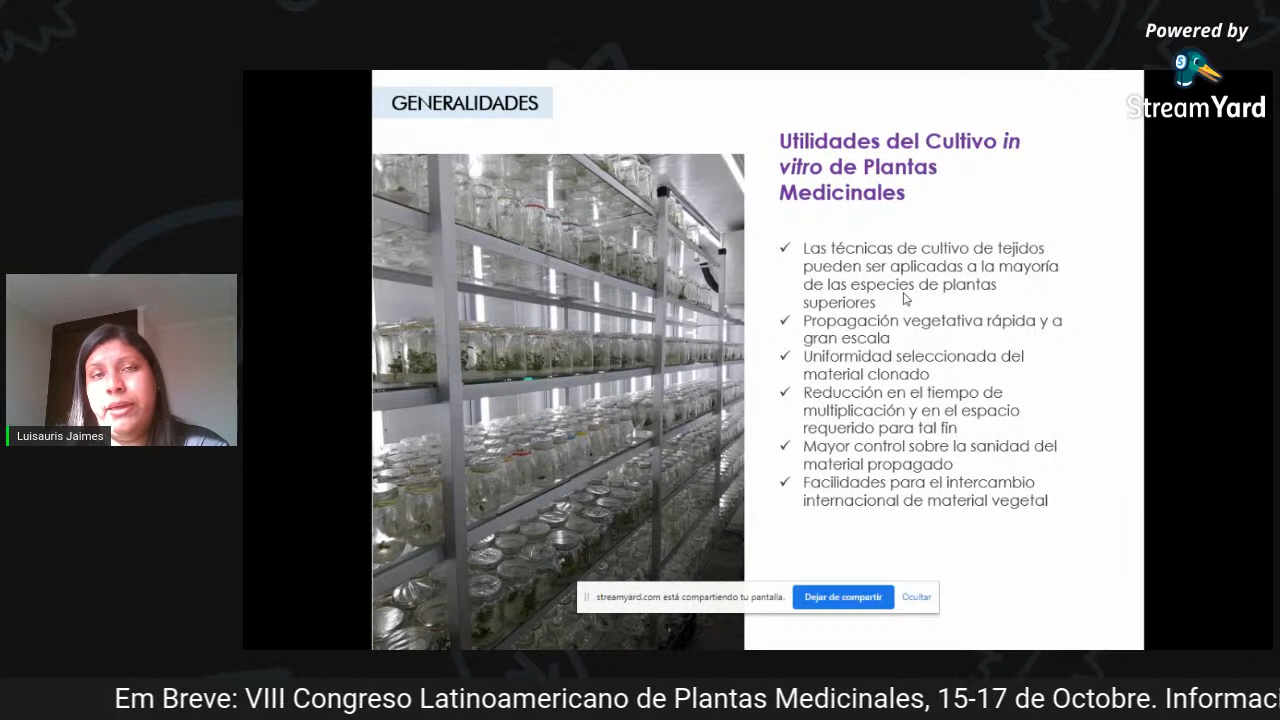 Powered by
StreamYard
GENERALIDADES
Utilidades del Cultivo in
vitro de Plantas
Medicinales
✓ Las técnicas de cultivo de tejidos
pueden ser aplicadas a la mayoría
de las especies de plantas
superiores
✓ Propagación vegetativa rápida y a
gran escala
✓ Uniformidad seleccionada del
material clonado
✓ Reducción en el tiempo de
multiplicación y en el espacio
requerido para tal fin
✓ Mayor control sobre la sanidad del
material propagado
✓ Facilidades para el intercambio
internacional de material vegetal
Luisauris Jaimes
streamyard.com está compartiendo tu pantalla. Dejar de compartir Ocultar
Em Breve: VIII Congreso Latinoamericano de Plantas Medicinales, 15-17 de Octobre. Informac